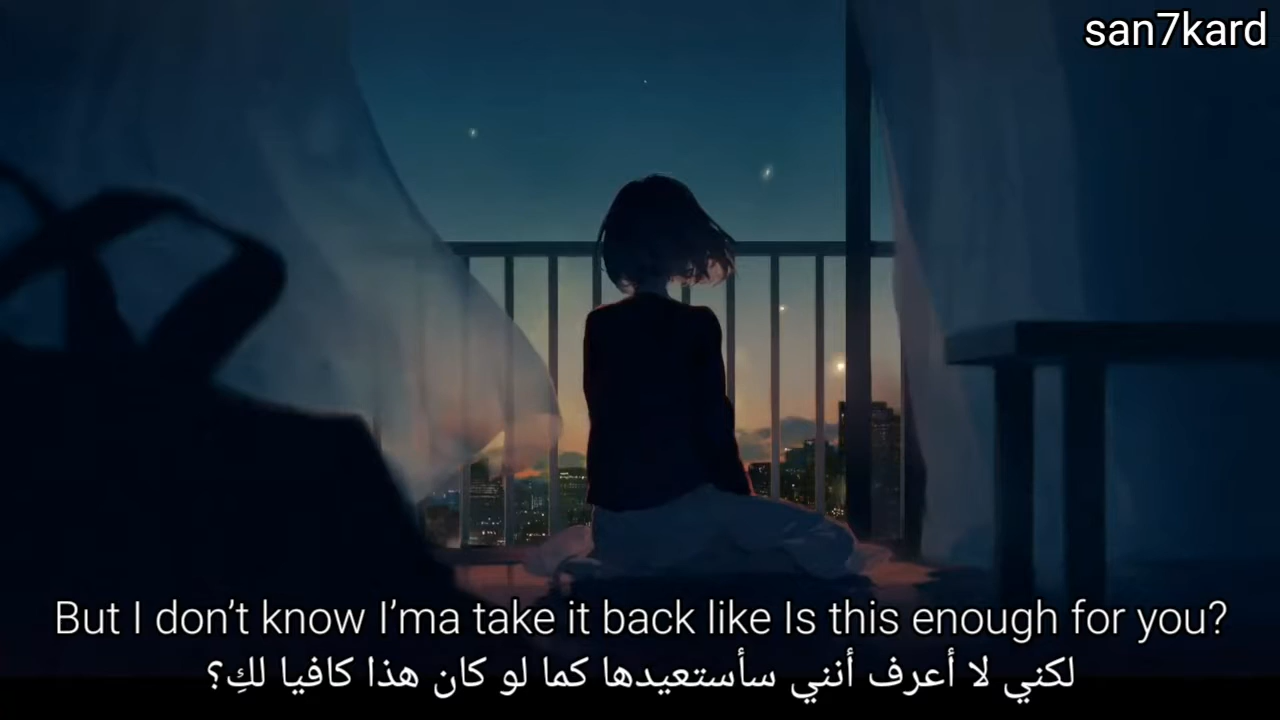 san7kard
But I don’t know I’ma take it back like Is this enough for you?
لكني لا أعرف أنني سأستعيدها كما لو كان هذا كافيا لكِ؟